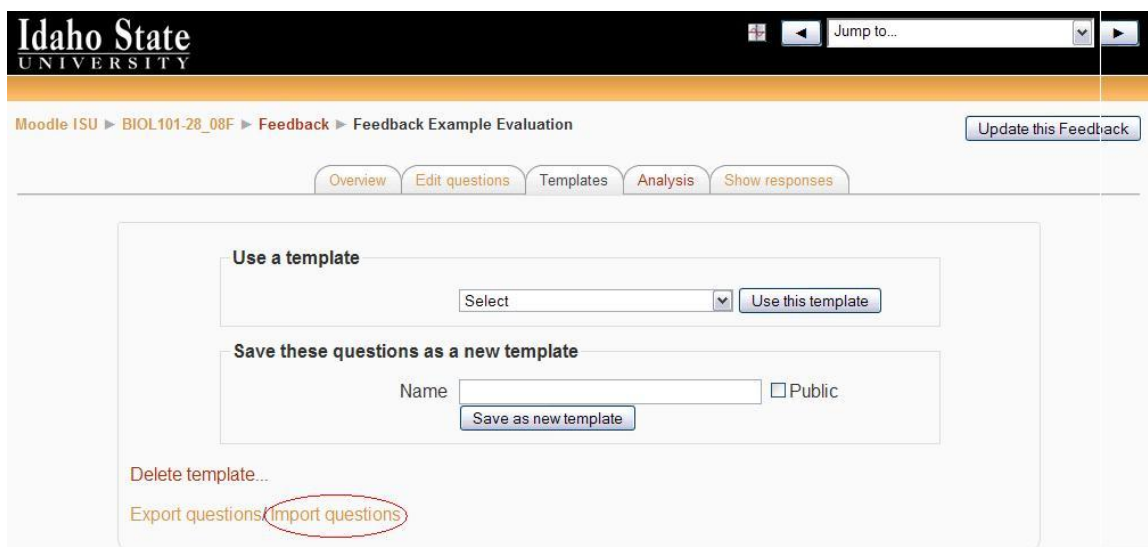 Idaho State
UNIVERSITY
◄ Jump to... ►
Moodle ISU ► BIOL101-28_08F ► Feedback ► Feedback Example Evaluation
Update this Feedback
Overview Edit questions Templates Analysis Show responses
Use a template
Select Use this template
Save these questions as a new template
Name Public
Save as new template
Delete template...
Export questions/Import questions